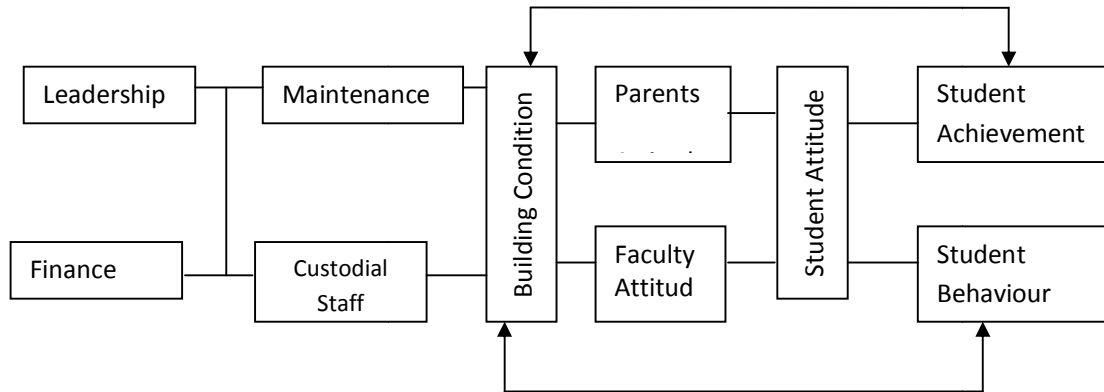 Leadership
Maintenance
Building Condition
Parents
Student Attitude
Student
Achievement
Finance
Custodial
Staff
Faculty
Attitud
Student
Behaviour